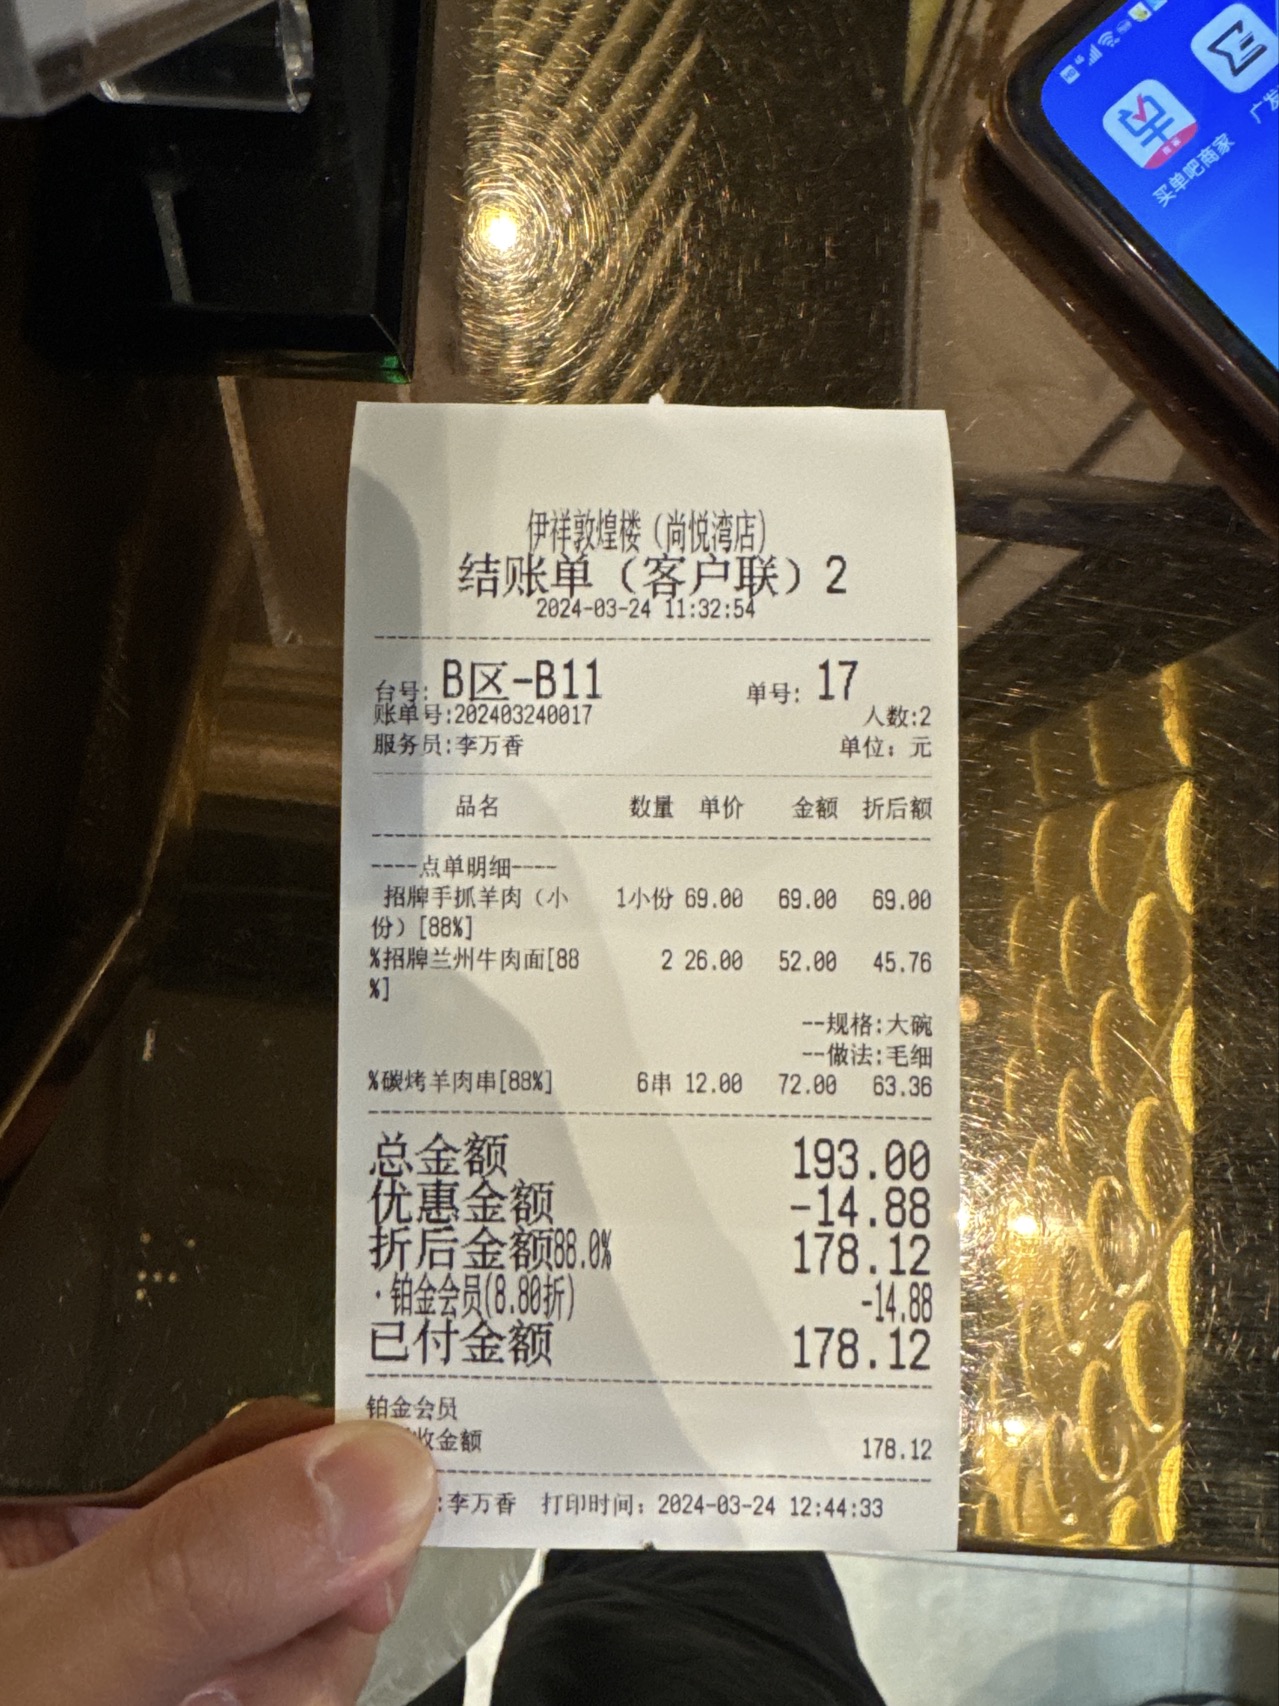 买单吧商家
广发
伊祥敦煌楼（尚悦湾店）
结账单（客户联）2
2024-03-24 11:32:54
台号: B区-B11 单号: 17
账单号:202403240017 人数:2
服务员:李万香 单位: 元
品名 数量 单价 金额 折后额
----点单明细----
招牌手抓羊肉（小 1小份 69.00 69.00 69.00
份）[88%]
%招牌兰州牛肉面[88 2 26.00 52.00 45.76
%]
--规格:大碗
--做法:毛细
%碳烤羊肉串[88%] 6串 12.00 72.00 63.36
总金额 193.00
优惠金额 -14.88
折后金额88.0% 178.12
·铂金会员(8.80折) -14.88
已付金额 178.12
铂金会员
收金额 178.12
:李万香 打印时间: 2024-03-24 12:44:33